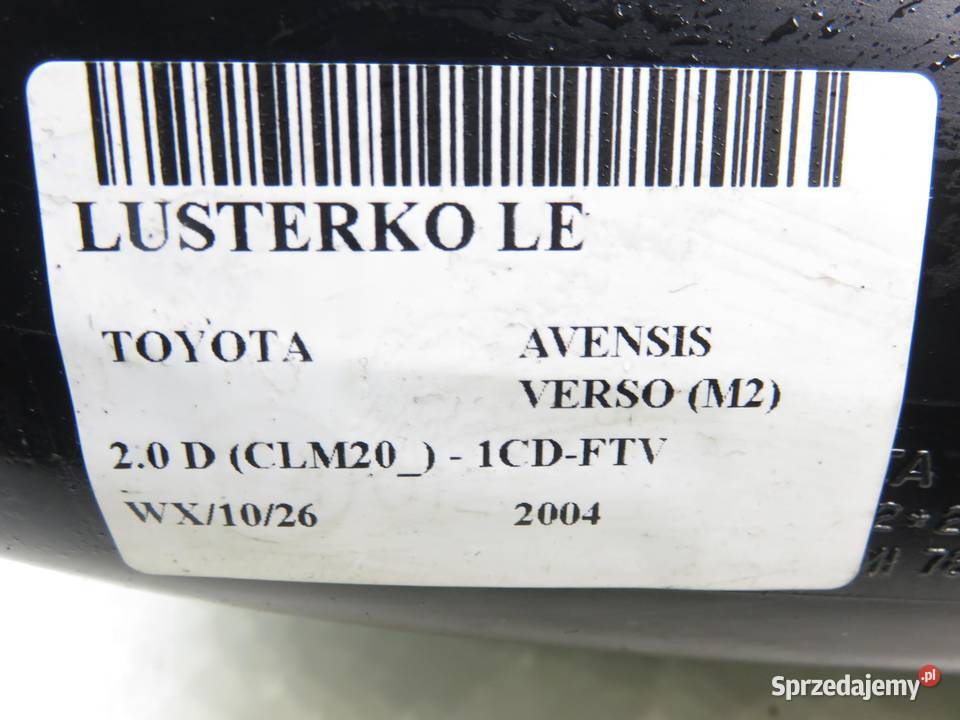 LUSTERKO LE
TOYOTA AVENSIS
VERSO (M2)
2.0 D (CLM20_) - 1CD-FTV
WX/10/26 2004
Sprzedajemy.pl